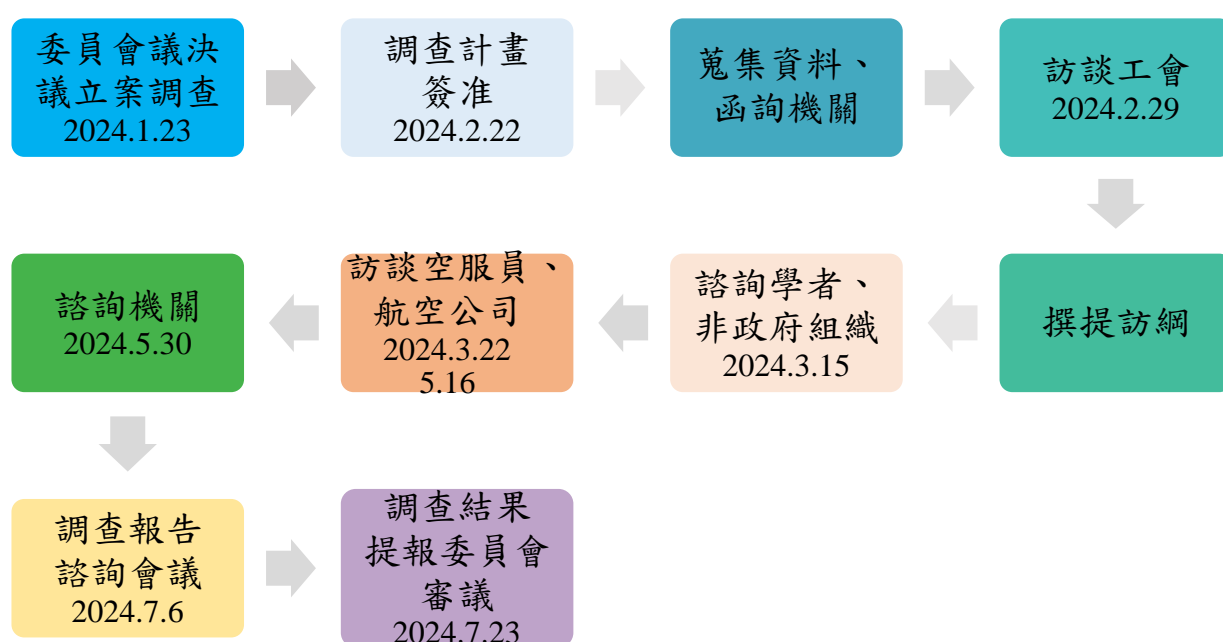 委員會議決
議立案調查
2024.1.23
調查計畫
簽准
2024.2.22
蒐集資料、
函詢機關
訪談工會
2024.2.29
撰提訪綱
諮詢學者、
非政府組織
2024.3.15
訪談空服員、
航空公司
2024.3.22
5.16
諮詢機關
2024.5.30
調查報告
諮詢會議
2024.7.6
調查結果
提報委員會
審議
2024.7.23